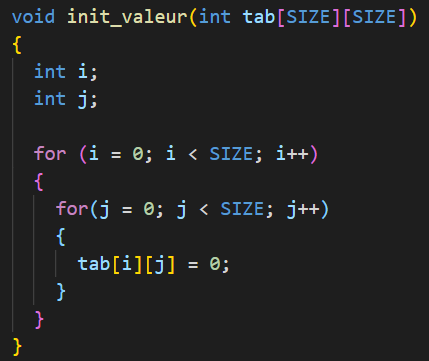 void init_valeur(int tab[SIZE][SIZE])
{
int i;
int j;
for (i = 0; i < SIZE; i++)
{
for(j = 0; j < SIZE; j++)
{
tab[i][j] = 0;
}
}
}